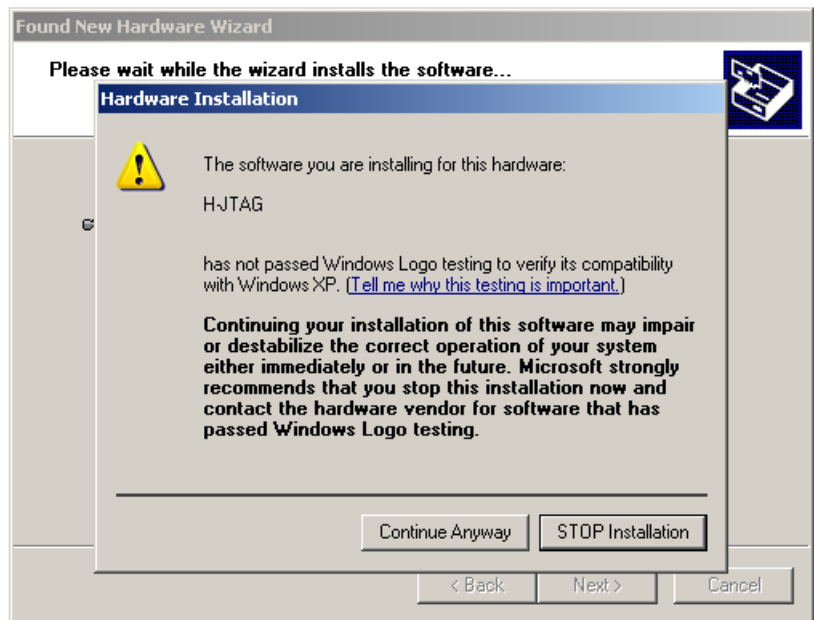 Found New Hardware Wizard
Please wait while the wizard installs the software...
Hardware Installation
The software you are installing for this hardware:
H-JTAG
has not passed Windows Logo testing to verify its compatibility
with Windows XP. (Tell me why this testing is important.)
Continuing your installation of this software may impair
or destabilize the correct operation of your system
either immediately or in the future. Microsoft strongly
recommends that you stop this installation now and
contact the hardware vendor for software that has
passed Windows Logo testing.
Continue Anyway STOP Installation
< Back Next > Cancel